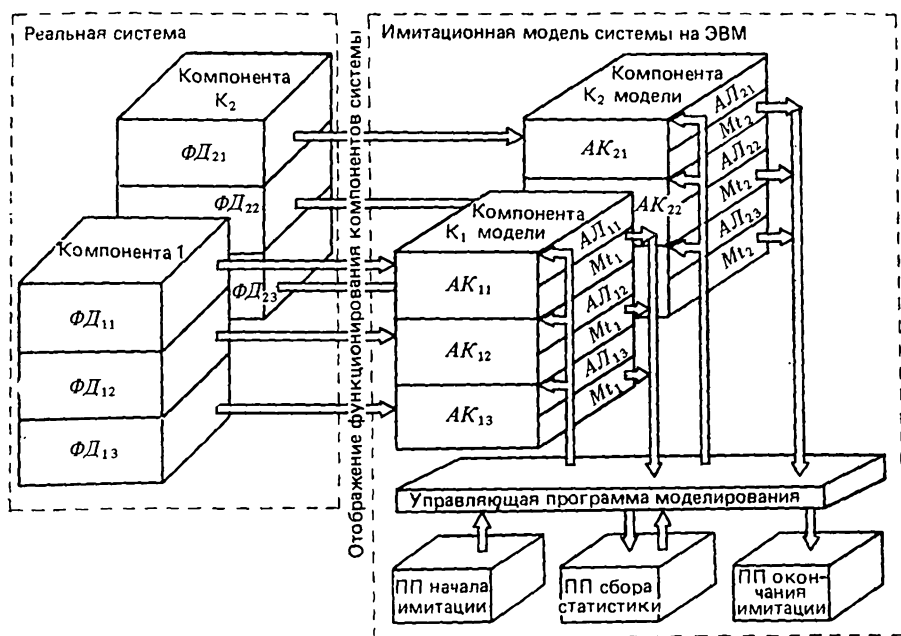 Реальная система
Компонента
K₂
ФД₂₁
ФД₂₂
ФД₂₃
Компонента 1
ФД₁₁
ФД₁₂
ФД₁₃
Отображение функционирования компонентов системы
Имитационная модель системы на ЭВМ
Компонента
K₂ модели
АК₂₁
АК₂₂
АЛ₂₁
Mt₂
АЛ₂₂
Mt₂
АЛ₂₃
Mt₂
Компонента
K₁ модели
АК₁₁
АК₁₂
АК₁₃
АЛ₁₁
Mt₁
АЛ₁₂
Mt₁
АЛ₁₃
Mt₁
Управляющая программа моделирования
ПП начала
имитации
ПП сбора
статистики
ПП окон-
чания
имитации